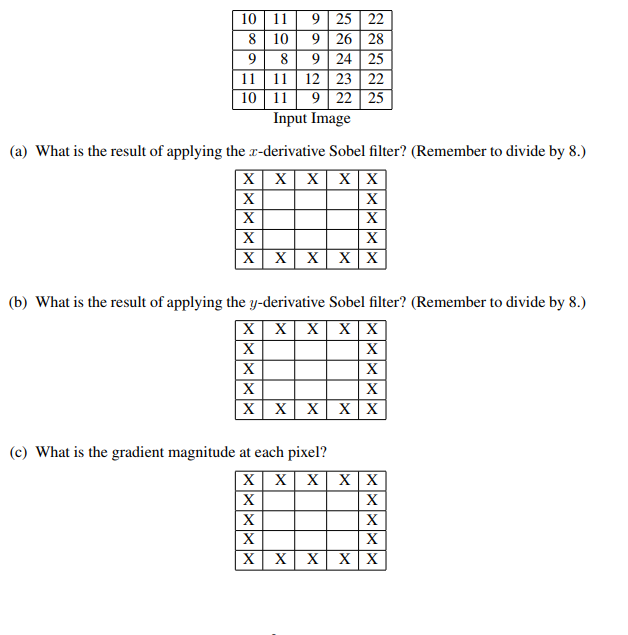 10 11 9 25 22
8 10 9 26 28
9 8 9 24 25
11 11 12 23 22
10 11 9 22 25
Input Image
(a) What is the result of applying the x-derivative Sobel filter? (Remember to divide by 8.)
X X X X X
X X
X X
X X
X X X X X
(b) What is the result of applying the y-derivative Sobel filter? (Remember to divide by 8.)
X X X X X
X X
X X
X X
X X X X X
(c) What is the gradient magnitude at each pixel?
X X X X X
X X
X X
X X
X X X X X